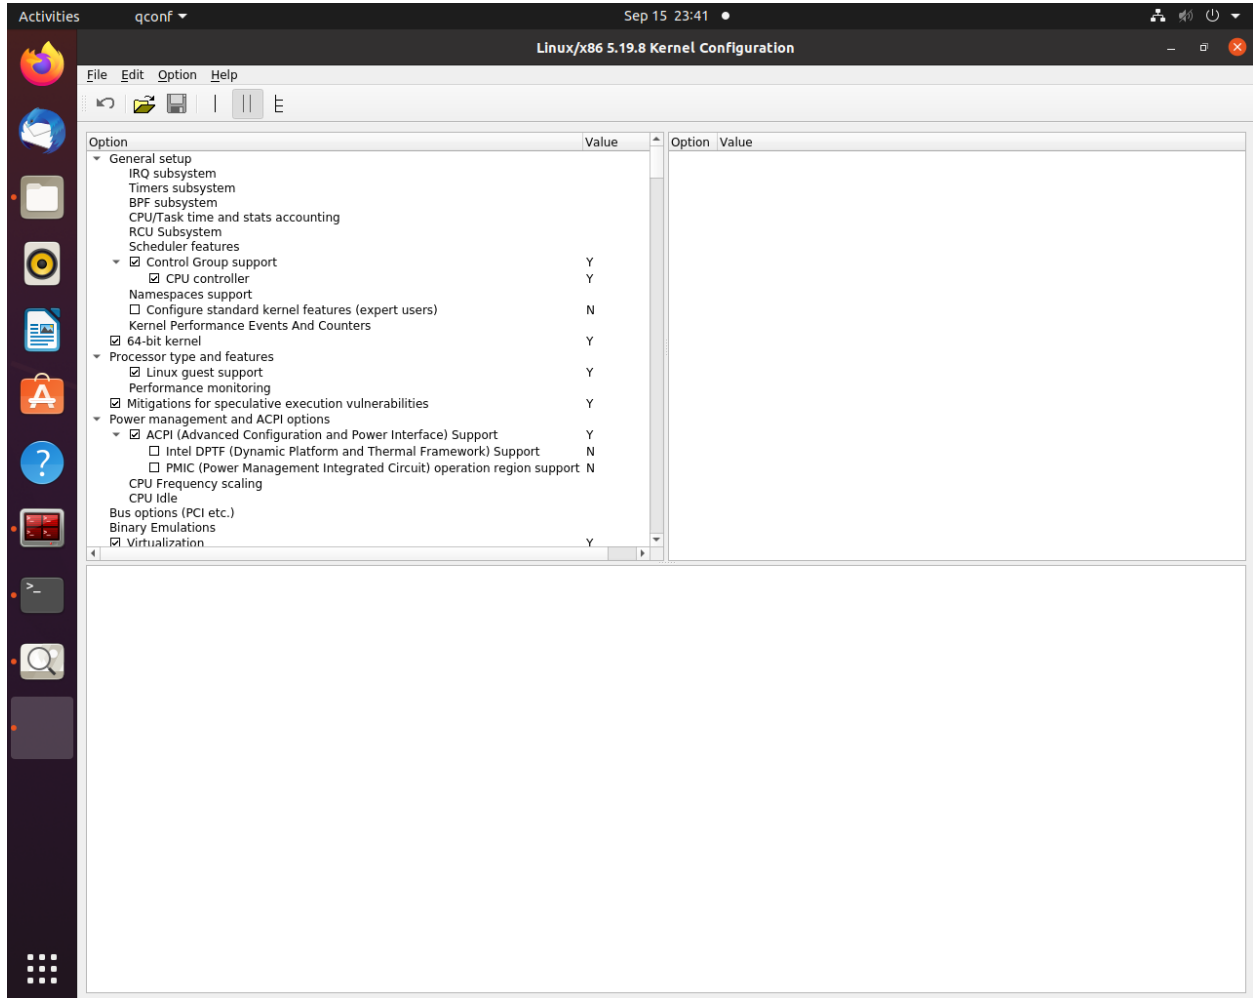 Activities qconf Sep 15 23:41
Linux/x86 5.19.8 Kernel Configuration
File Edit Option Help
Option Value Option Value
General setup
IRQ subsystem
Timers subsystem
BPF subsystem
CPU/Task time and stats accounting
RCU Subsystem
Scheduler features
Control Group support Y
CPU controller Y
Namespaces support
Configure standard kernel features (expert users) N
Kernel Performance Events And Counters
64-bit kernel Y
Processor type and features
Linux guest support Y
Performance monitoring
Mitigations for speculative execution vulnerabilities Y
Power management and ACPI options
ACPI (Advanced Configuration and Power Interface) Support Y
Intel DPTF (Dynamic Platform and Thermal Framework) Support N
PMIC (Power Management Integrated Circuit) operation region support N
CPU Frequency scaling
CPU Idle
Bus options (PCI etc.)
Binary Emulations
Virtualization Y